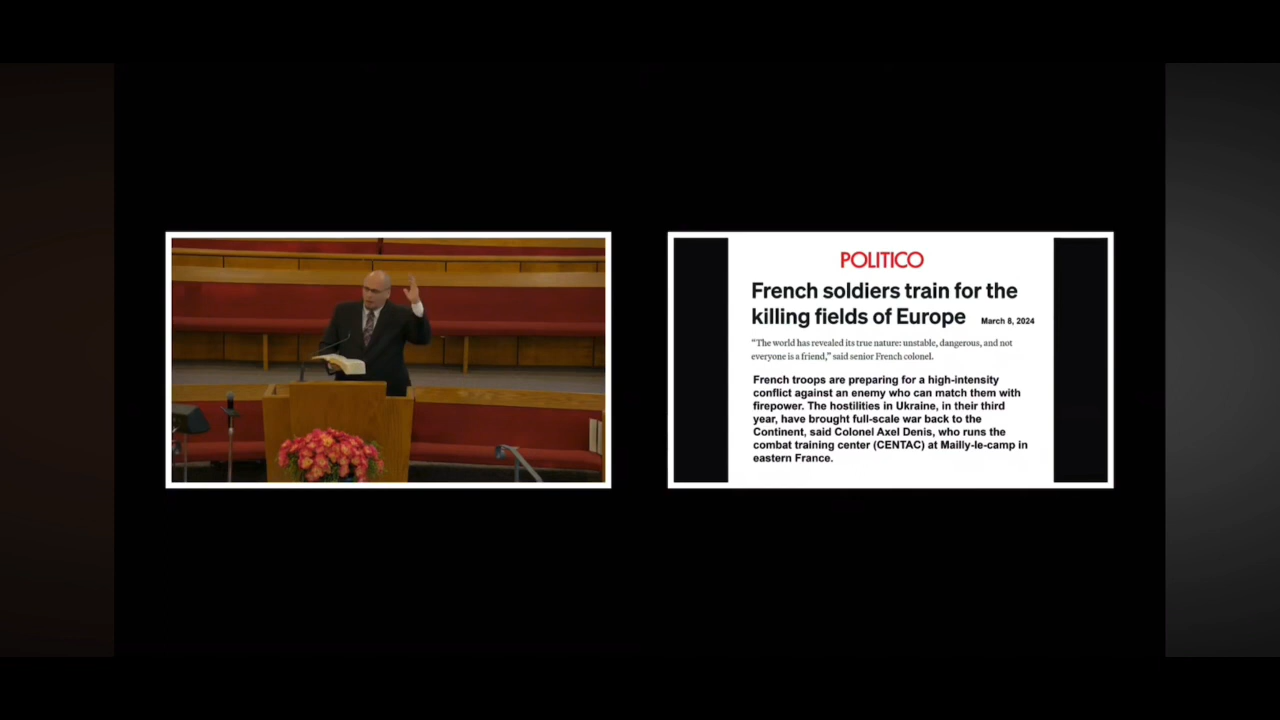 POLITICO
French soldiers train for the
killing fields of Europe March 8, 2024
“The world has revealed its true nature: unstable, dangerous, and not
everyone is a friend,” said senior French colonel.
French troops are preparing for a high-intensity
conflict against an enemy who can match them with
firepower. The hostilities in Ukraine, in their third
year, have brought full-scale war back to the
Continent, said Colonel Axel Denis, who runs the
combat training center (CENTAC) at Mailly-le-camp in
eastern France.